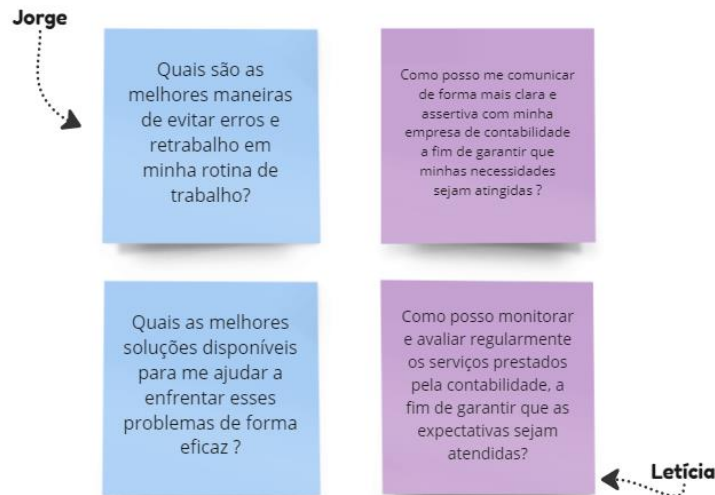 Jorge
Quais são as
melhores maneiras
de evitar erros e
retrabalho em
minha rotina de
trabalho?
Como posso me comunicar
de forma mais clara e
assertiva com minha
empresa de contabilidade
a fim de garantir que
minhas necessidades
sejam atingidas ?
Quais as melhores
soluções disponíveis
para me ajudar a
enfrentar esses
problemas de forma
eficaz ?
Como posso monitorar
e avaliar regularmente
os serviços prestados
pela contabilidade, a
fim de garantir que as
expectativas sejam
atendidas?
Letícia